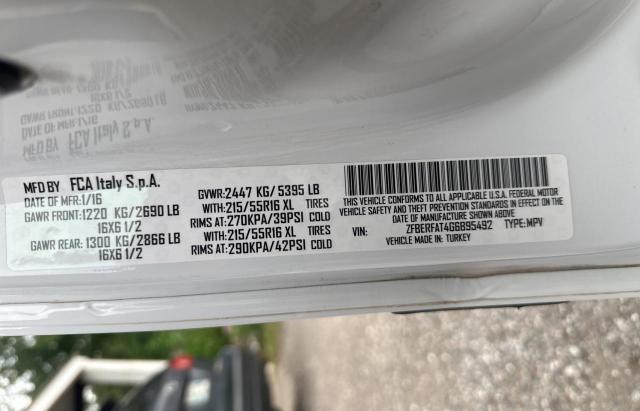 MFD BY FCA Italy S.p.A.
DATE OF MFR:1/16
GAWR FRONT:1220 KG/2690 LB
16X6 1/2
GAWR REAR:1300 KG/2866 LB
16X6 1/2
GVWR:2447 KG/5395 LB
WITH:215/55R16 XL
RIMS AT:270KPA/39PSI COLD
WITH:215/55R16 XL
RIMS AT:290KPA/42PSI COLD
THIS VEHICLE CONFORMS TO ALL APPLICABLE U.S.A. FEDERAL MOTOR
VEHICLE SAFETY AND THEFT PREVENTION STANDARDS IN EFFECT ON THE
DATE OF MANUFACTURE SHOWN ABOVE.
VIN: ZFBERFAT4G6B95492 TYPE:MPV
VEHICLE MADE IN: TURKEY